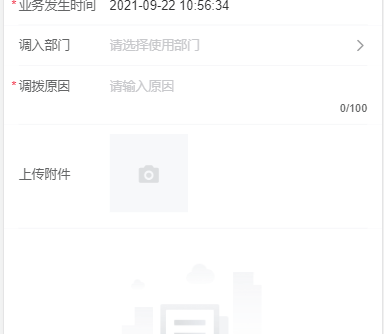 *业务发生时间 2021-09-22 10:56:34
调入部门 请选择使用部门
*调拨原因 请输入原因
0/100
上传附件